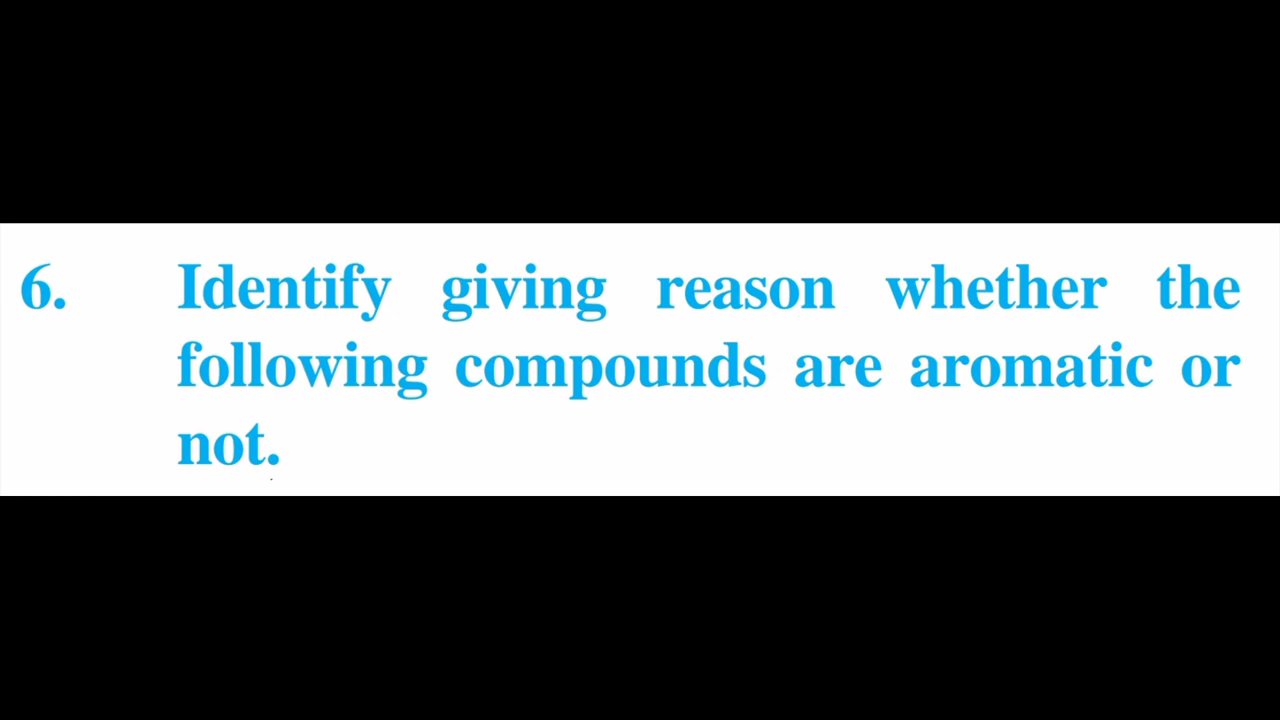 6. Identify giving reason whether the
following compounds are aromatic or
not.